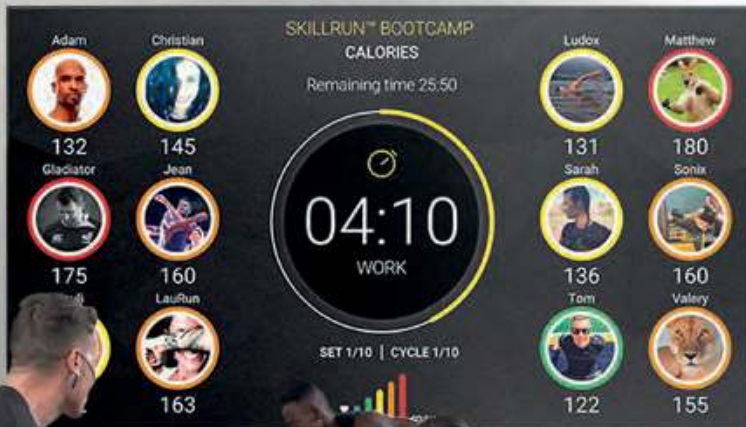 SKILLRUN™ BOOTCAMP
CALORIES
Remaining time 25:50
04:10
WORK
SET 1/10 | CYCLE 1/10
Adam
132
Christian
145
Gladiator
175
Jean
160
LauRun
163
Ludox
131
Matthew
180
Sarah
136
Sonix
160
Tom
122
Valery
155